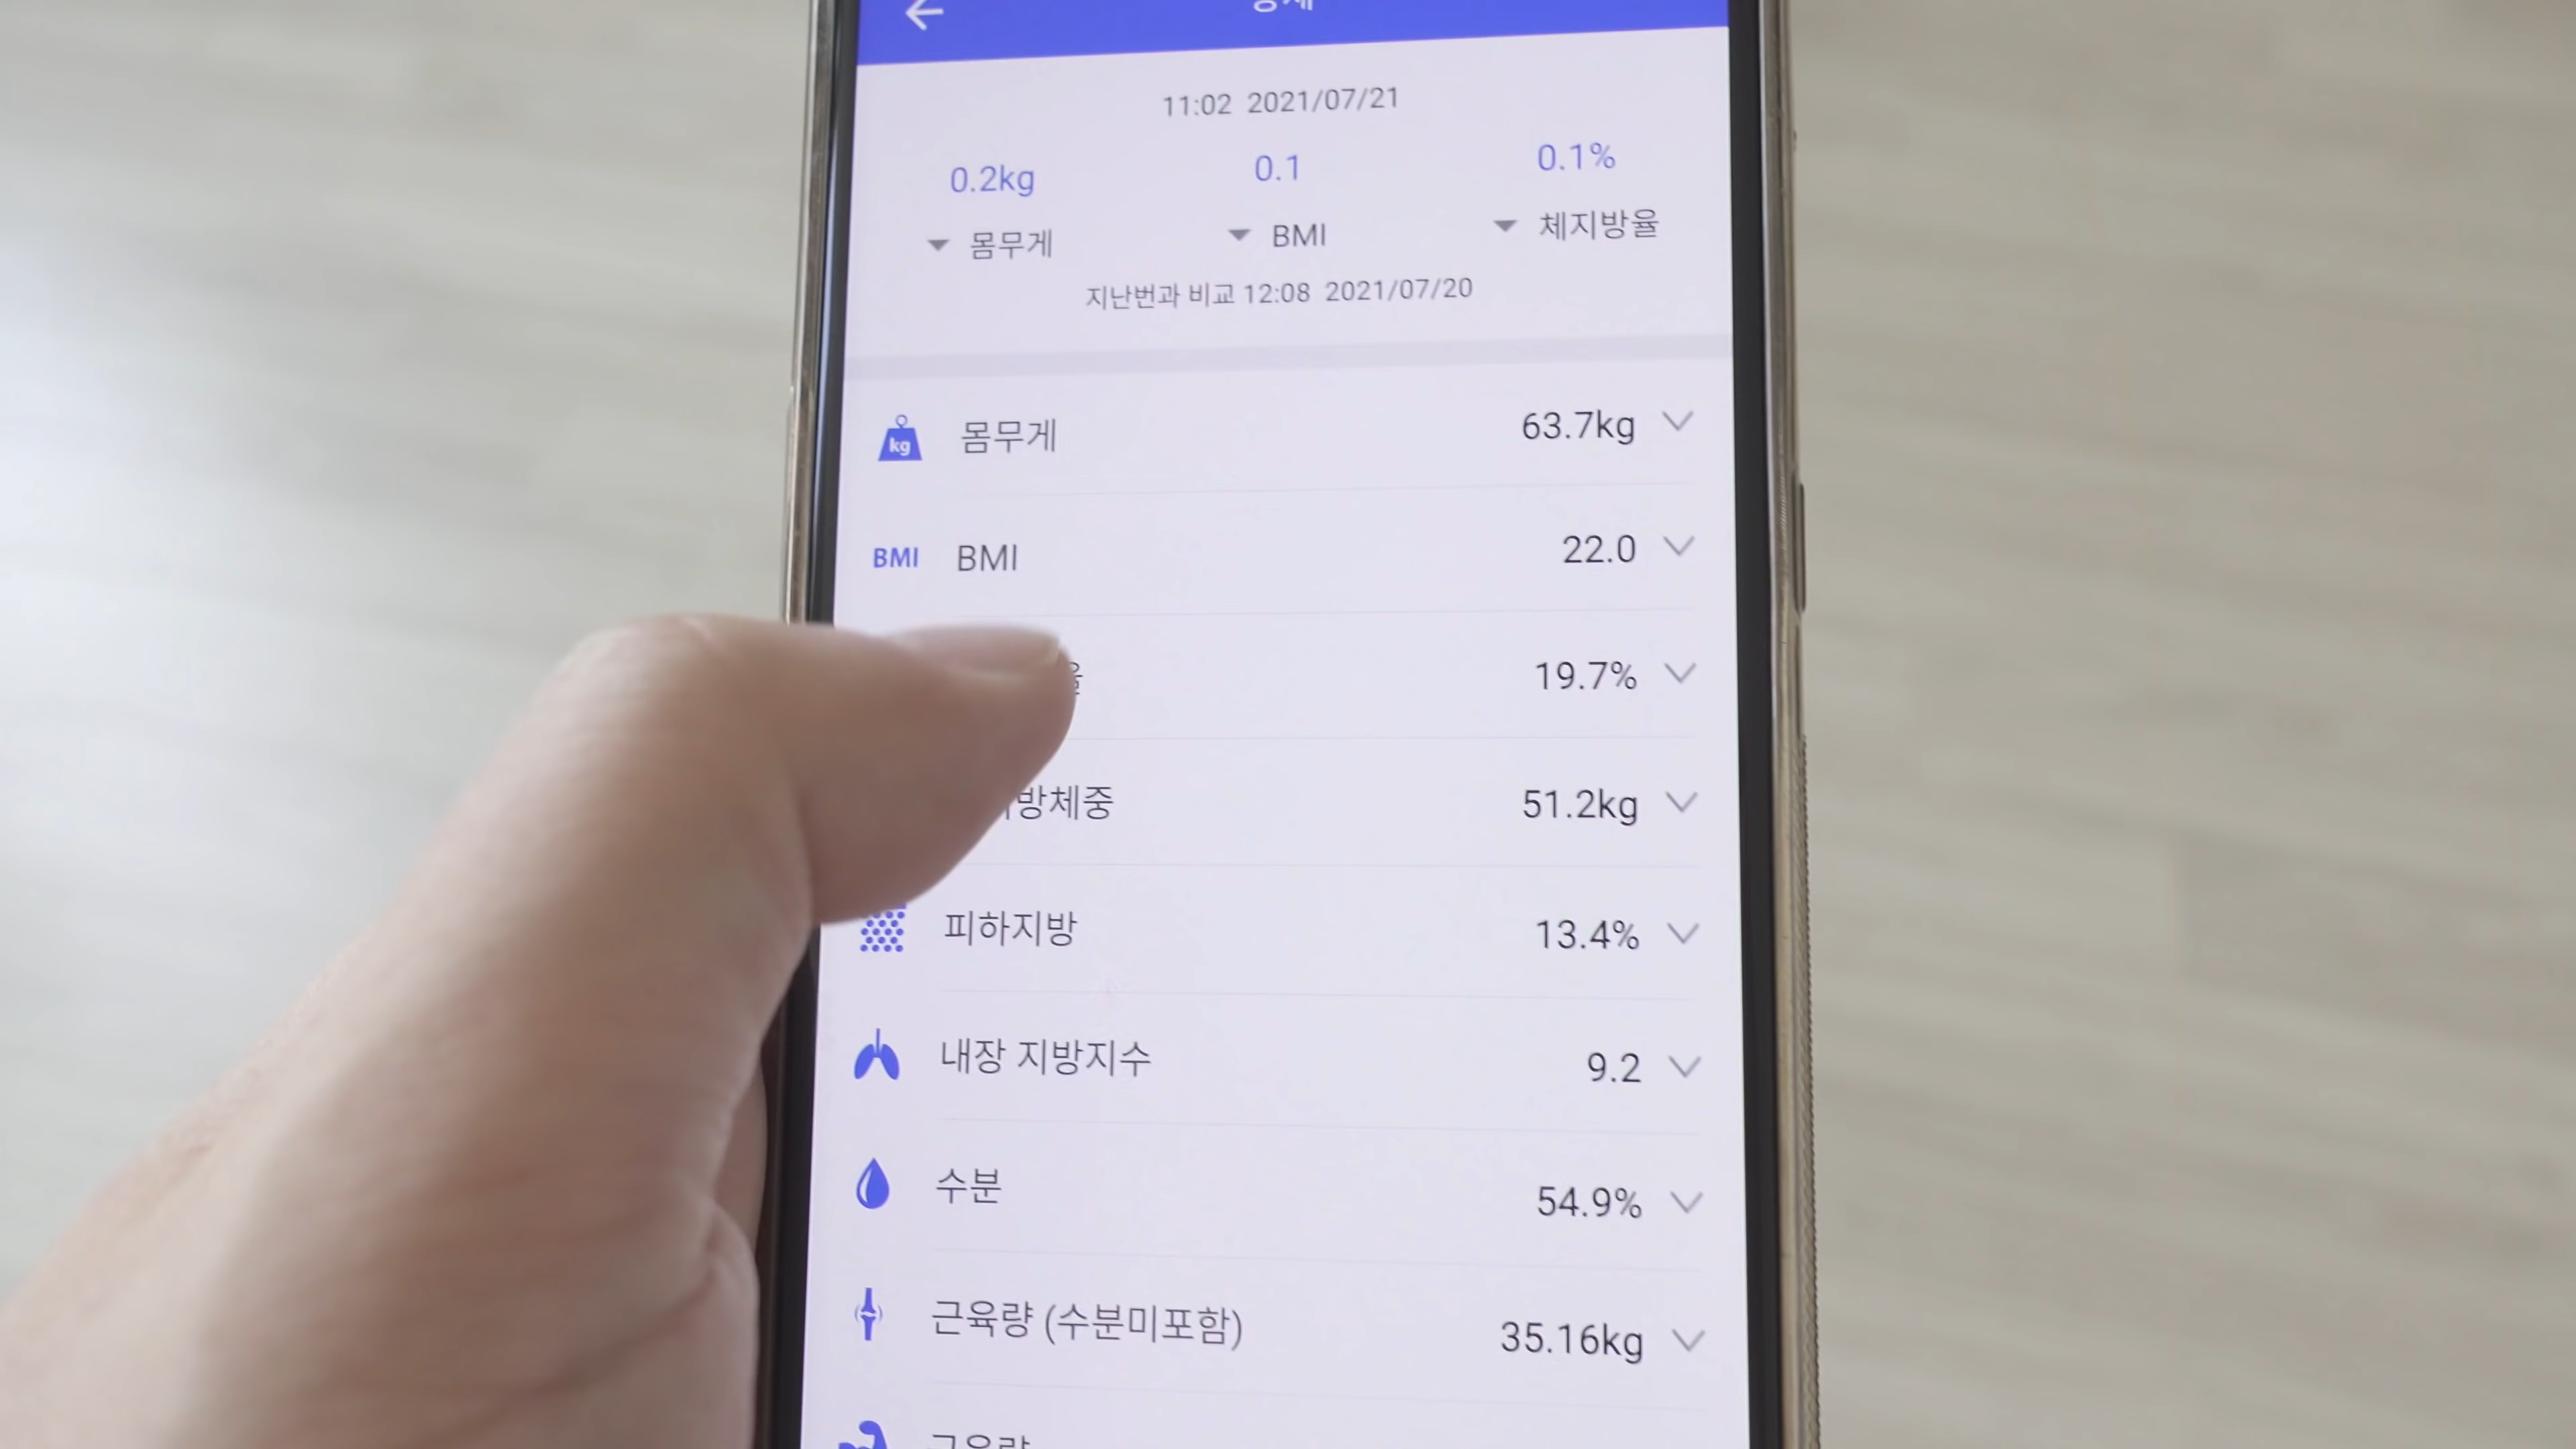 11:02 2021/07/21
0.2kg 0.1 0.1%
몸무게 BMI 체지방율
지난번과 비교 12:08 2021/07/20
kg 몸무게 63.7kg
BMI BMI 22.0
19.7%
방체중 51.2kg
피하지방 13.4%
내장 지방지수 9.2
수분 54.9%
근육량 (수분미포함) 35.16kg